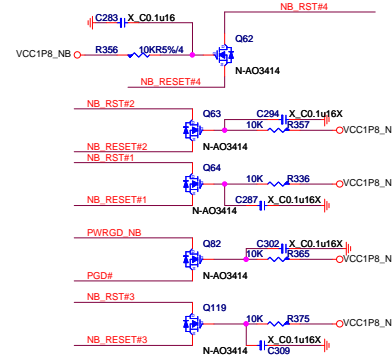 NB_RST#4
C283 X_C0.1u16
Q62
VCC1P8_NB R356 10KR5%/4
N-AO3414
NB_RESET#4
NB_RST#2 Q63 C294 X_C0.1u16X
10K R357 VCC1P8_N
NB_RESET#2 N-AO3414
NB_RST#1 Q64
10K R336 VCC1P8_N
NB_RESET#1 C287 X_C0.1u16X
N-AO3414
PWRGD_NB Q82 C302 X_C0.1u16X
10K R365 VCC1P8_N
PGD# N-AO3414
NB_RST#3 Q119
10K R375 VCC1P8_N
NB_RESET#3 X_C0.1u16X
N-AO3414 C309